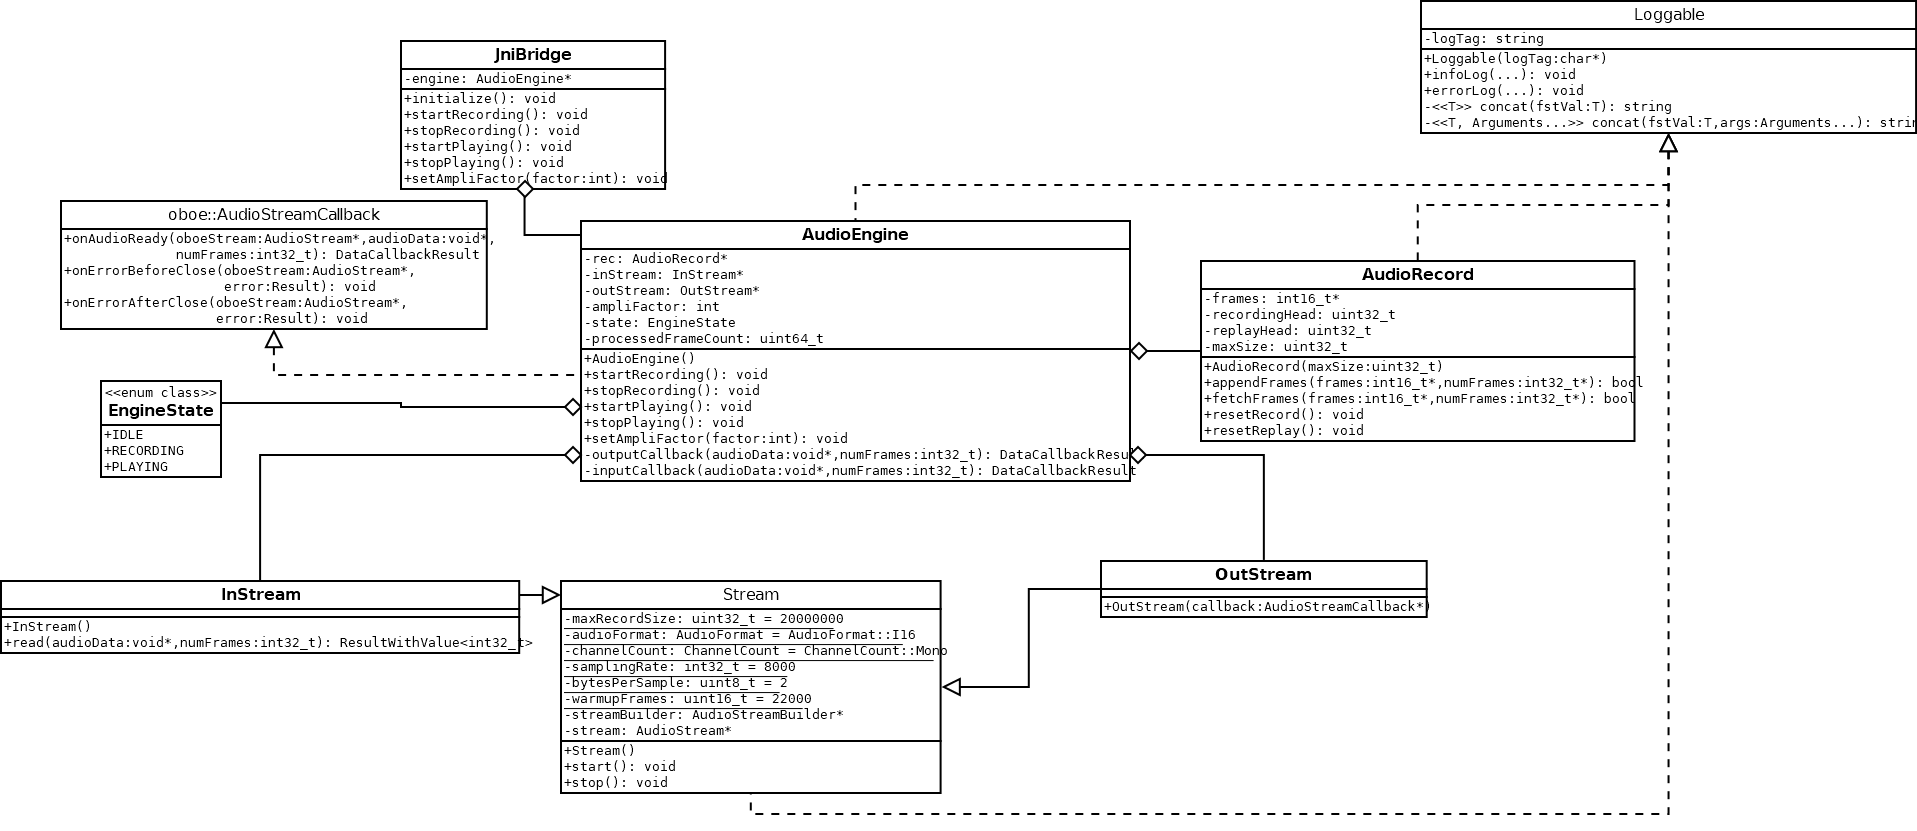 JniBridge
-engine: AudioEngine*
+initialize(): void
+startRecording(): void
+stopRecording(): void
+startPlaying(): void
+stopPlaying(): void
+setAmpliFactor(factor:int): void
Loggable
-logTag: string
+Loggable(logTag:char*)
+infoLog(...): void
+errorLog(...): void
-<<T>> concat(fstVal:T): string
-<<T, Arguments...>> concat(fstVal:T,args:Arguments...): strin
oboe::AudioStreamCallback
+onAudioReady(oboeStream:AudioStream*,audioData:void*,
numFrames:int32_t): DataCallbackResult
+onErrorBeforeClose(oboeStream:AudioStream*,
error:Result): void
+onErrorAfterClose(oboeStream:AudioStream*,
error:Result): void
AudioEngine
-rec: AudioRecord*
-inStream: InStream*
-outStream: OutStream*
-ampliFactor: int
-state: EngineState
-processedFrameCount: uint64_t
+AudioEngine()
+startRecording(): void
+stopRecording(): void
+startPlaying(): void
+stopPlaying(): void
+setAmpliFactor(factor:int): void
-outputCallback(audioData:void*,numFrames:int32_t): DataCallbackResult
-inputCallback(audioData:void*,numFrames:int32_t): DataCallbackResult
AudioRecord
-frames: int16_t*
-recordingHead: uint32_t
-replayHead: uint32_t
-maxSize: uint32_t
+AudioRecord(maxSize:uint32_t)
+appendFrames(frames:int16_t*,numFrames:int32_t*): bool
+fetchFrames(frames:int16_t*,numFrames:int32_t*): bool
+resetRecord(): void
+resetReplay(): void
<<enum class>>
EngineState
+IDLE
+RECORDING
+PLAYING
InStream
+InStream()
+read(audioData:void*,numFrames:int32_t): ResultWithValue<int32_t>
Stream
-maxRecordSize: uint32_t = 20000000
-audioFormat: AudioFormat = AudioFormat::I16
-channelCount: ChannelCount = ChannelCount::Mono
-samplingRate: int32_t = 8000
-bytesPerSample: uint8_t = 2
-warmupFrames: uint16_t = 22000
-streamBuilder: AudioStreamBuilder*
-stream: AudioStream*
+Stream()
+start(): void
+stop(): void
OutStream
+OutStream(callback:AudioStreamCallback*)